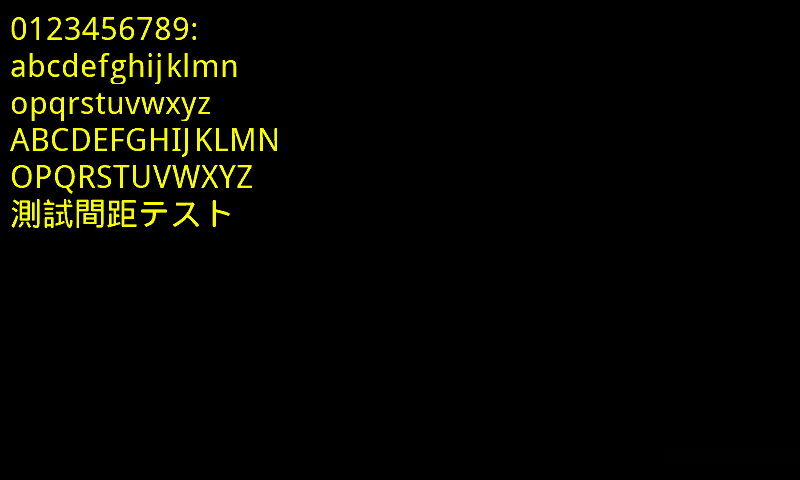 0123456789:
abcdefghijklmn
opqrstuvwxyz
ABCDEFGHIJKLMN
OPQRSTUVWXYZ
測試間距テスト